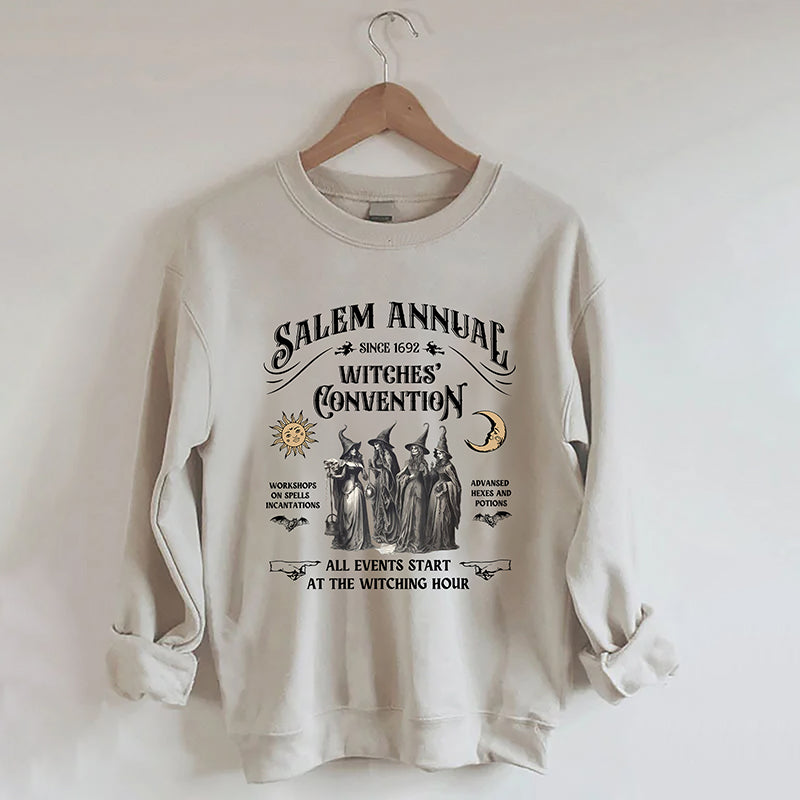 SALEM ANNUAL
SINCE 1692
WITCHES'
CONVENTION
WORKSHOPS
ON SPELLS
INCANTATIONS
ADVANSED
HEXES AND
POTIONS
ALL EVENTS START
AT THE WITCHING HOUR